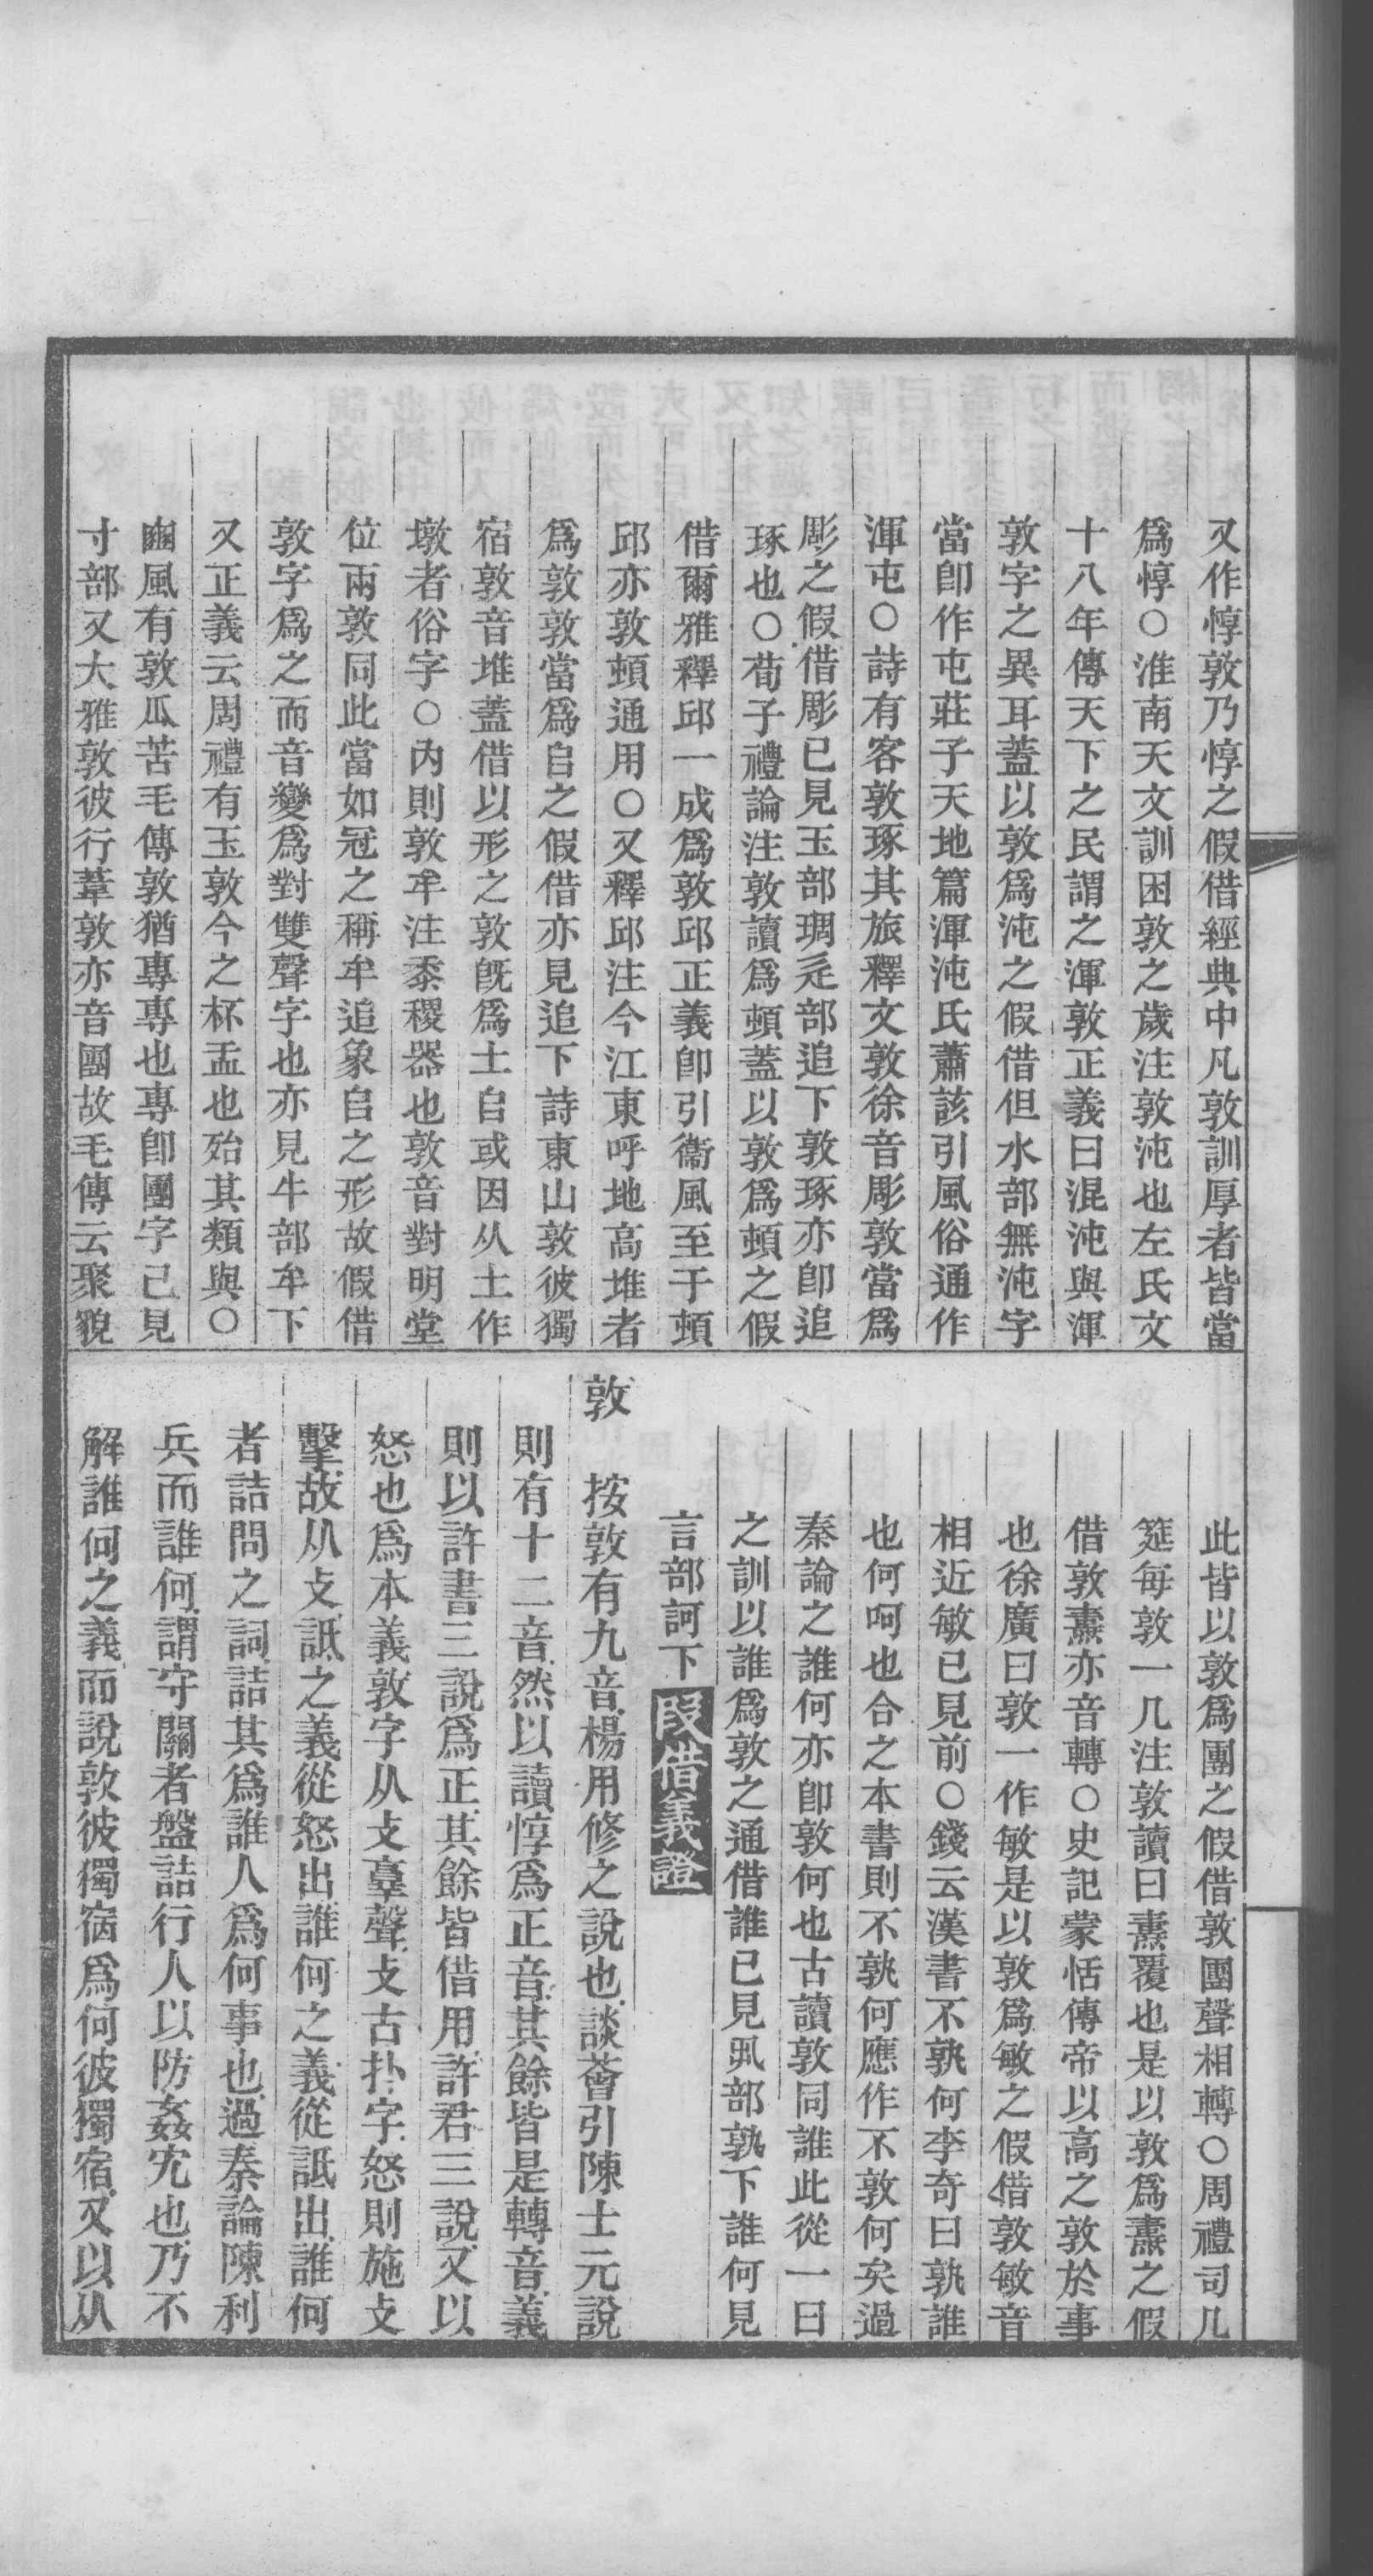 又作惇敦乃惇之假借經典中凡敦訓厚者皆當
爲惇○淮南天文訓困敦之歲注敦沌也左氏文
十八年傳天下之民謂之渾敦正義曰混沌與渾
敦字之異耳蓋以敦爲沌之假借但水部無沌字
當卽作屯莊子天地篇渾沌氏蕭該引風俗通作
渾屯○詩有客敦琢其旅釋文敦徐音彫敦當爲
彫之假借彫已見玉部琱辵部追下敦琢亦卽追
琢也○荀子禮論注敦讀爲頓蓋以敦爲頓之假
借爾雅釋邱一成爲敦邱正義卽引衞風至于頓
邱亦敦頓通用○又釋邱注今江東呼地高堆者
爲敦敦當爲𠂤之假借亦見追下詩東山敦彼獨
宿敦音堆蓋借以形之敦旣爲土𠂤或因从土作
墩者俗字○內則敦牟注黍稷器也敦音對明堂
位兩敦同此當如冠之稱牟追象𠂤之形故假借
敦字爲之而音變爲對雙聲字也亦見牛部牟下
又正義云周禮有玉敦今之杯盂也殆其類與○
豳風有敦瓜苦毛傳敦猶專專也專卽團字己見
寸部又大雅敦彼行葦敦亦音團故毛傳云聚貌
此皆以敦爲團之假借敦團聲相轉○周禮司几
筵每敦一几注敦讀曰燾覆也是以敦爲燾之假
借敦燾亦音轉○史記蒙恬傳帝以高之敦於事
也徐廣曰敦一作敏是以敦爲敏之假借敦敏音
相近敏已見前○錢云漢書不孰何李奇曰孰誰
也何呵也合之本書則不孰何應作不敦何矣過
秦論之誰何亦卽敦何也古讀敦同誰此從一曰
之訓以誰爲敦之通借誰已見丮部孰下誰何見
言部訶下叚借義證
敦 按敦有九音楊用修之說也談薈引陳士元說
則有十二音然以讀惇爲正音其餘皆是轉音義
則以許書三說爲正其餘皆借用許君三說又以
怒也爲本義敦字从攴𦎫聲攴古扑字怒則施攴
擊故从攴詆之義從怒出誰何之義從詆出誰何
者詰問之詞詰其爲誰人爲何事也過秦論陳利
兵而誰何謂守關者盤詰行人以防姦宄也乃不
解誰何之義而說敦彼獨宿爲何彼獨宿又以从